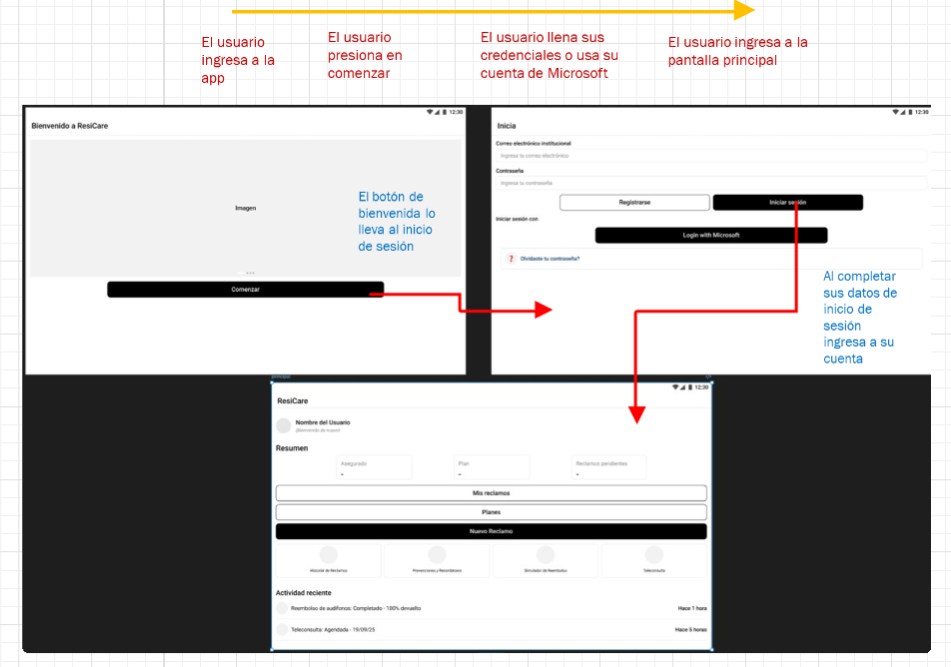 El usuario
ingresa a la
app
El usuario
presiona en
comenzar
El usuario llena sus
credenciales o usa su
cuenta de Microsoft
El usuario ingresa a la
pantalla principal
12:30
Bienvenido a ResiCare
Imagen
El botón de
bienvenida lo
lleva al inicio
de sesión
Comenzar
12:30
Inicia
Correo electrónico institucional
Ingresa tu correo electrónico
Contraseña
Ingresa tu contraseña
Registrarse
Iniciar sesión
Iniciar sesión con
Login with Microsoft
? Olvidaste tu contraseña?
Al completar
sus datos de
inicio de
sesión
ingresa a su
cuenta
12:30
ResiCare
Nombre del Usuario
¡Bienvenido de nuevo!
Resumen
Asegurado
-
Plan
-
Reclamos pendientes
-
Mis reclamos
Planes
Nuevo Reclamo
Historial de Reclamos
Prevenciones y Recordatorios
Simulador de Reembolso
Teleconsulta
Actividad reciente
Reembolso de audífonos: Completado - 100% devuelto
Hace 1 hora
Teleconsulta: Agendada - 19/09/25
Hace 5 horas